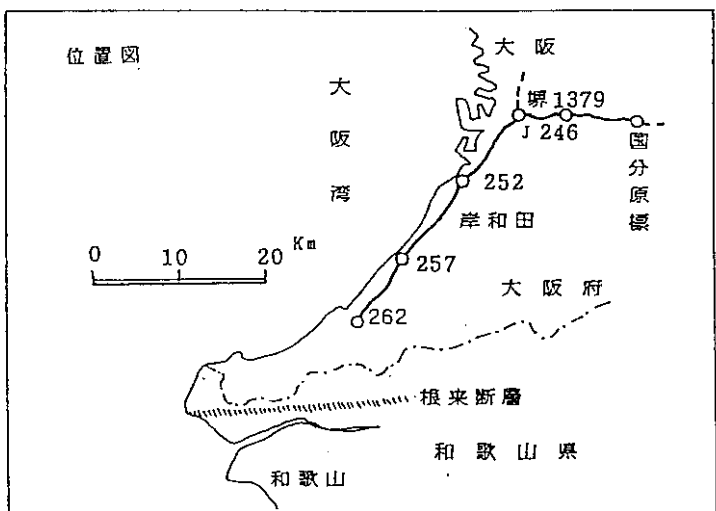 位置図
大阪
大阪湾
堺 1379
J 246
国分原標
252
岸和田
0 10 20 Km
257
大阪府
262
根来断層
和歌山県
和歌山